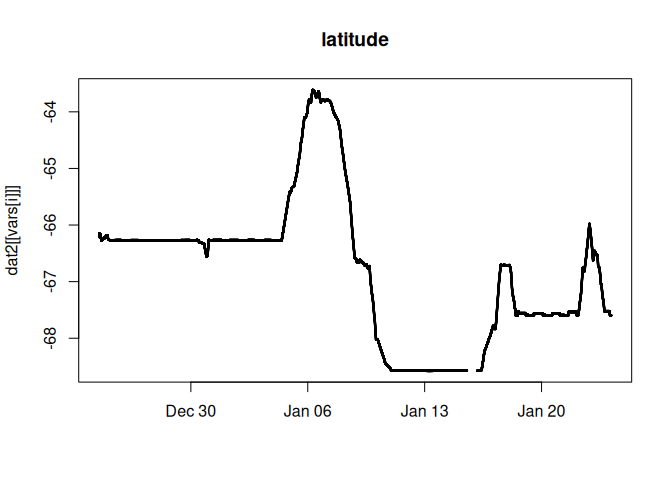 latitude
dat2[[vars[i]]]
-64
-65
-66
-67
-68
Dec 30
Jan 06
Jan 13
Jan 20